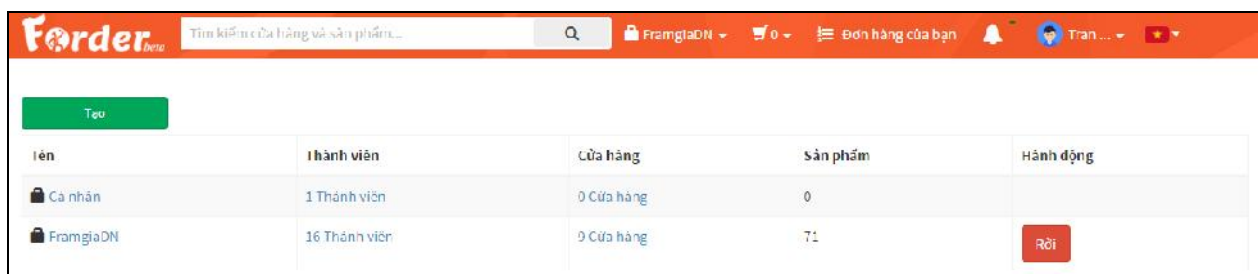 Forder beta Tìm kiếm cửa hàng và sản phẩm... FramgiaDN 0 Đơn hàng của bạn Tran ...
Tạo
Tên Thành viên Cửa hàng Sản phẩm Hành động
Cá nhân 1 Thành viên 0 Cửa hàng 0
FramgiaDN 16 Thành viên 9 Cửa hàng 71 Rời